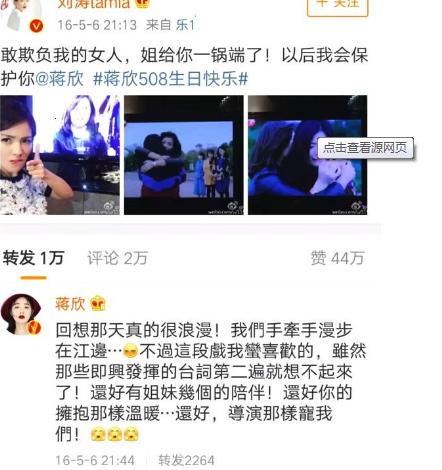 刘涛tamia
+ 关注
16-5-6 21:13 来自 乐1
敢欺负我的女人，姐给你一锅端了！以后我会保
护你@蒋欣 #蒋欣508生日快乐#
点击查看源网页
转发 1万 评论 2万 赞 44万
蒋欣
回想那天真的很浪漫！我們手牽手漫步
在江邊…不過這段戲我蠻喜歡的，雖然
那些即興發揮的台詞第二遍就想不起來
了！還好有姐妹幾個的陪伴！還好你的
擁抱那樣溫暖…還好，導演那樣寵我
們！
16-5-6 21:44 转发2264